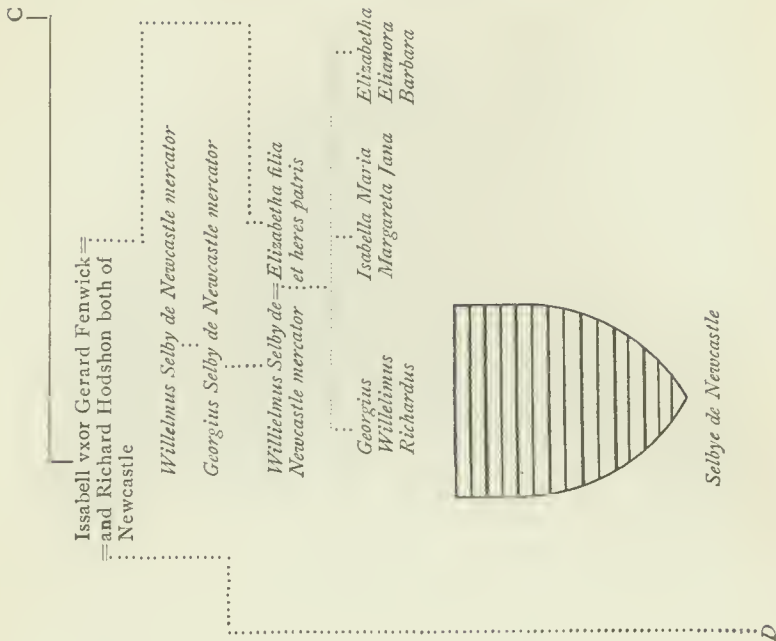 C
Issabell vxor Gerard Fenwick=
=and Richard Hodshon both of
Newcastle
Willelmus Selby de Newcastle mercator
Georgius Selby de Newcastle mercator
Willielmus Selby de=Elizabetha filia
Newcastle mercator et heres patris
Georgius
Willelimus
Richardus
Isabella Maria
Margareta Jana
Elizabetha
Elianora
Barbara
Selbye de Newcastle
D